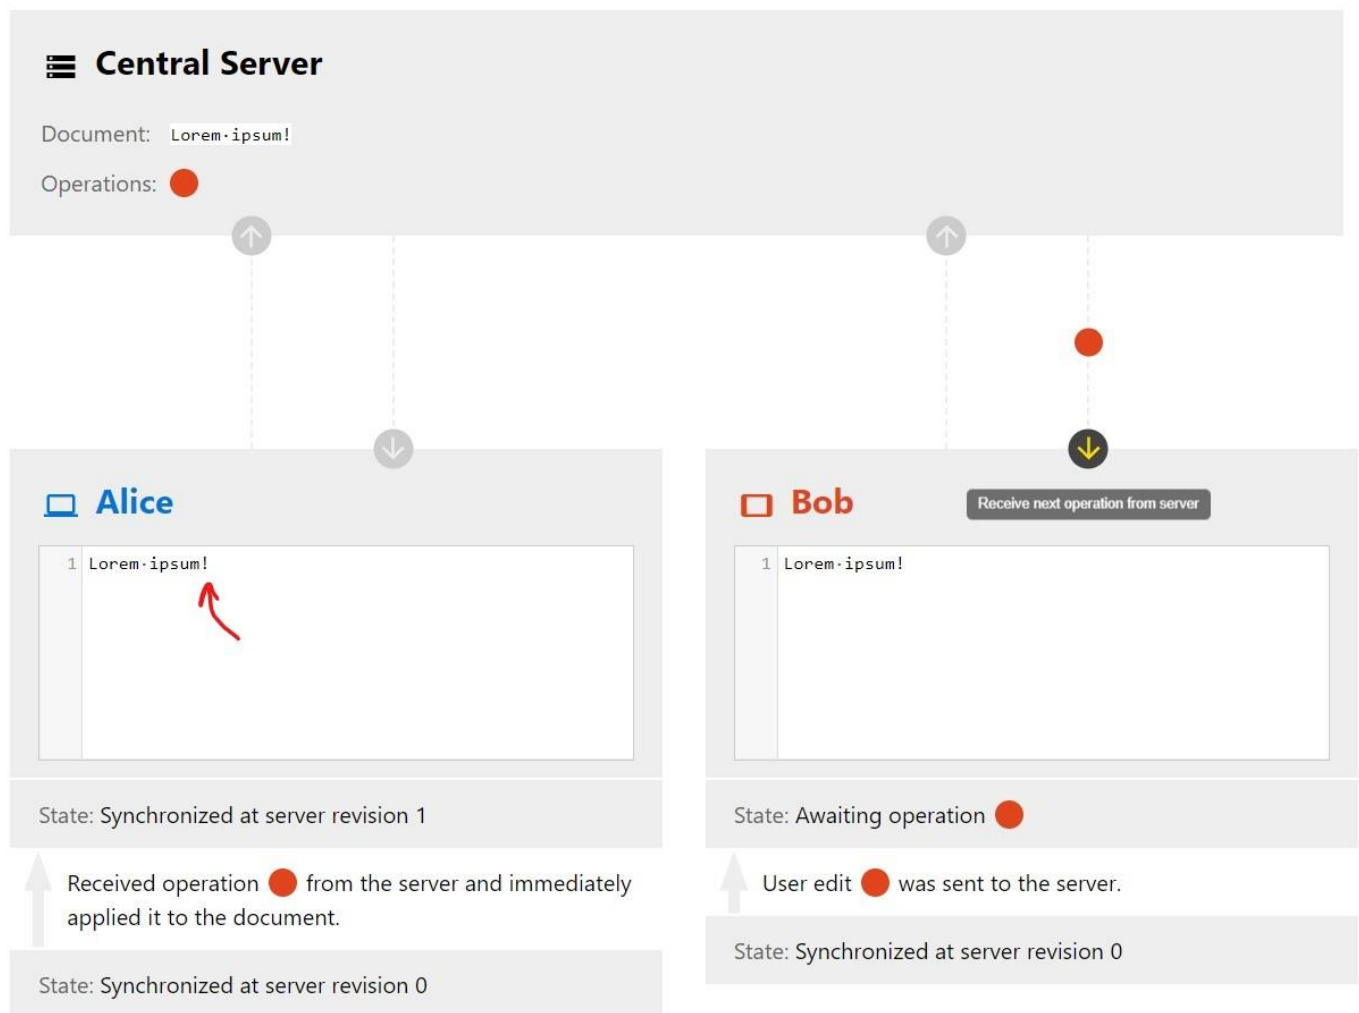 Central Server
Document: Lorem·ipsum!
Operations:
Alice
Bob
Receive next operation from server
1 Lorem·ipsum!
1 Lorem·ipsum!
State: Synchronized at server revision 1
State: Awaiting operation
Received operation from the server and immediately
applied it to the document.
User edit was sent to the server.
State: Synchronized at server revision 0
State: Synchronized at server revision 0